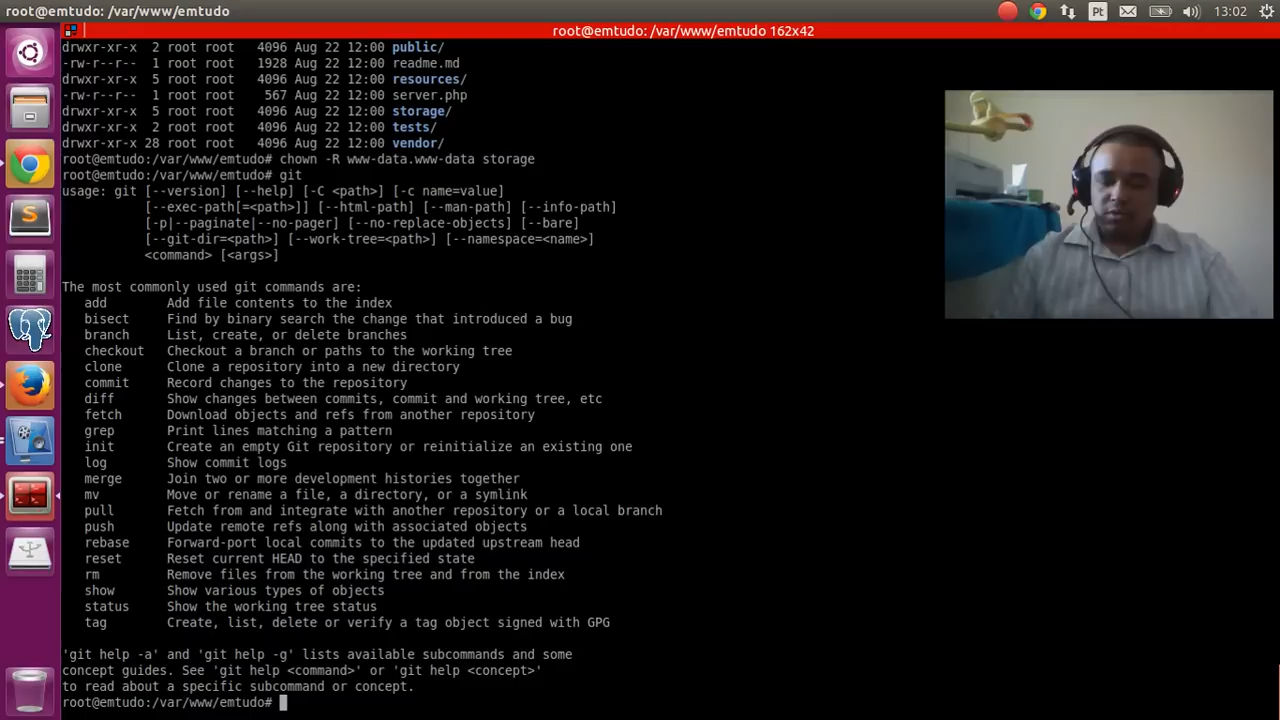 root@emtudo: /var/www/emtudo
Pt
13:02
root@emtudo: /var/www/emtudo 162x42
drwxr-xr-x  2 root root   4096 Aug 22 12:00 public/
-rw-r--r--  1 root root   1928 Aug 22 12:00 readme.md
drwxr-xr-x  5 root root   4096 Aug 22 12:00 resources/
-rw-r--r--  1 root root    567 Aug 22 12:00 server.php
drwxr-xr-x  5 root root   4096 Aug 22 12:00 storage/
drwxr-xr-x  2 root root   4096 Aug 22 12:00 tests/
drwxr-xr-x 28 root root   4096 Aug 22 12:00 vendor/
root@emtudo:/var/www/emtudo# chown -R www-data.www-data storage
root@emtudo:/var/www/emtudo# git
usage: git [--version] [--help] [-C <path>] [-c name=value]
           [--exec-path[=<path>]] [--html-path] [--man-path] [--info-path]
           [-p|--paginate|--no-pager] [--no-replace-objects] [--bare]
           [--git-dir=<path>] [--work-tree=<path>] [--namespace=<name>]
           <command> [<args>]
The most commonly used git commands are:
   add        Add file contents to the index
   bisect     Find by binary search the change that introduced a bug
   branch     List, create, or delete branches
   checkout   Checkout a branch or paths to the working tree
   clone      Clone a repository into a new directory
   commit     Record changes to the repository
   diff       Show changes between commits, commit and working tree, etc
   fetch      Download objects and refs from another repository
   grep       Print lines matching a pattern
   init       Create an empty Git repository or reinitialize an existing one
   log        Show commit logs
   merge      Join two or more development histories together
   mv         Move or rename a file, a directory, or a symlink
   pull       Fetch from and integrate with another repository or a local branch
   push       Update remote refs along with associated objects
   rebase     Forward-port local commits to the updated upstream head
   reset      Reset current HEAD to the specified state
   rm         Remove files from the working tree and from the index
   show       Show various types of objects
   status     Show the working tree status
   tag        Create, list, delete or verify a tag object signed with GPG
'git help -a' and 'git help -g' lists available subcommands and some
concept guides. See 'git help <command>' or 'git help <concept>'
to read about a specific subcommand or concept.
root@emtudo:/var/www/emtudo#